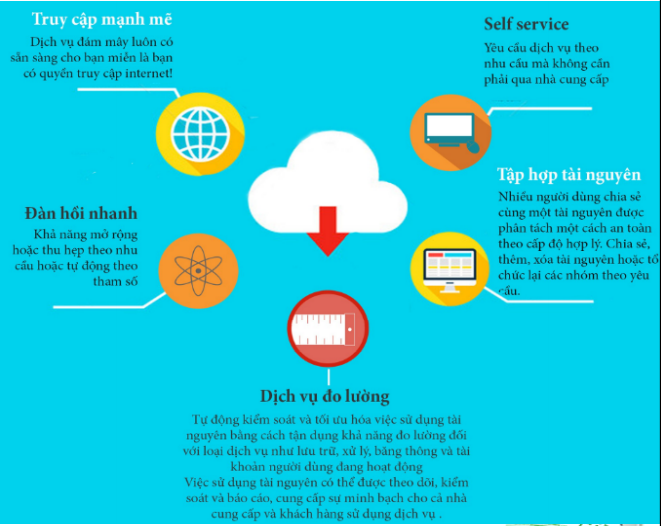 Truy cập mạnh mẽ
Dịch vụ đám mây luôn có
sẵn sàng cho bạn miễn là bạn
có quyền truy cập internet!
Self service
Yêu cầu dịch vụ theo
nhu cầu mà không cần
phải qua nhà cung cấp
Đàn hồi nhanh
Khả năng mở rộng
hoặc thu hẹp theo nhu
cầu hoặc tự động theo
tham số
Tập hợp tài nguyên
Nhiều người dùng chia sẻ
cùng một tài nguyên được
phân tách một cách an toàn
theo cấp độ hợp lý. Chia sẻ,
thêm, xóa tài nguyên hoặc tổ
chức lại các nhóm theo yêu
cầu.
Dịch vụ đo lường
Tự động kiểm soát và tối ưu hóa việc sử dụng tài
nguyên bằng cách tận dụng khả năng đo lường đối
với loại dịch vụ như lưu trữ, xử lý, băng thông và tài
khoản người dùng đang hoạt động
Việc sử dụng tài nguyên có thể được theo dõi, kiểm
soát và báo cáo, cung cấp sự minh bạch cho cả nhà
cung cấp và khách hàng sử dụng dịch vụ .